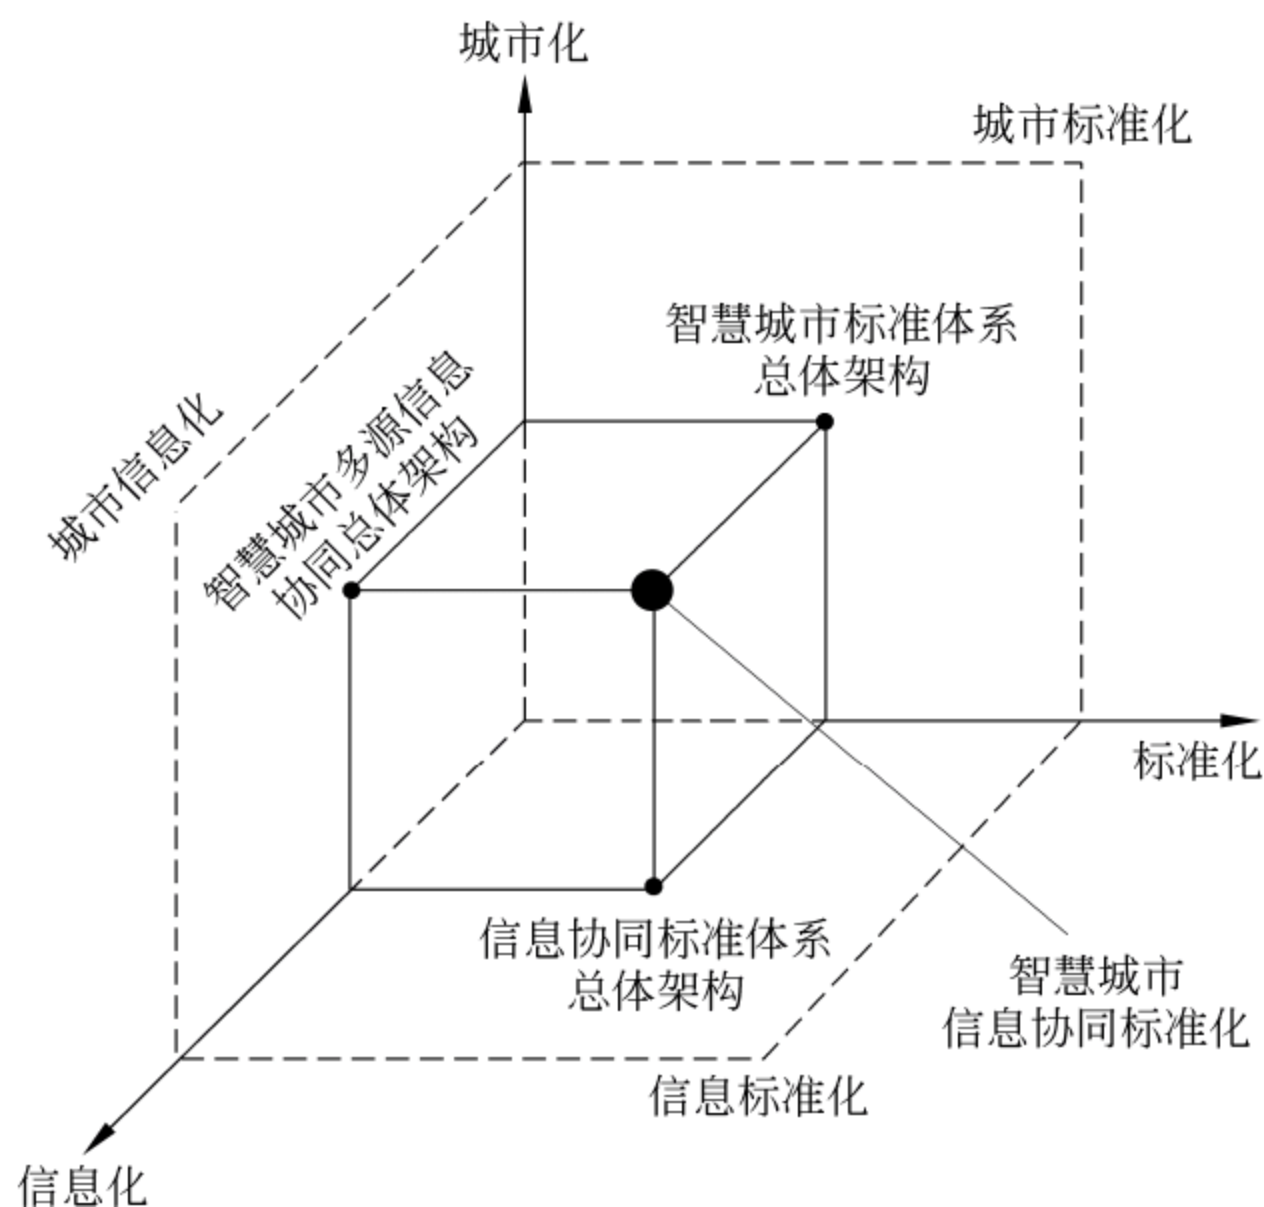 城市化
城市标准化
智慧城市标准体系
总体架构
城市信息化
智慧城市多源信息
协同总体架构
标准化
信息协同标准体系
总体架构
智慧城市
信息协同标准化
信息标准化
信息化